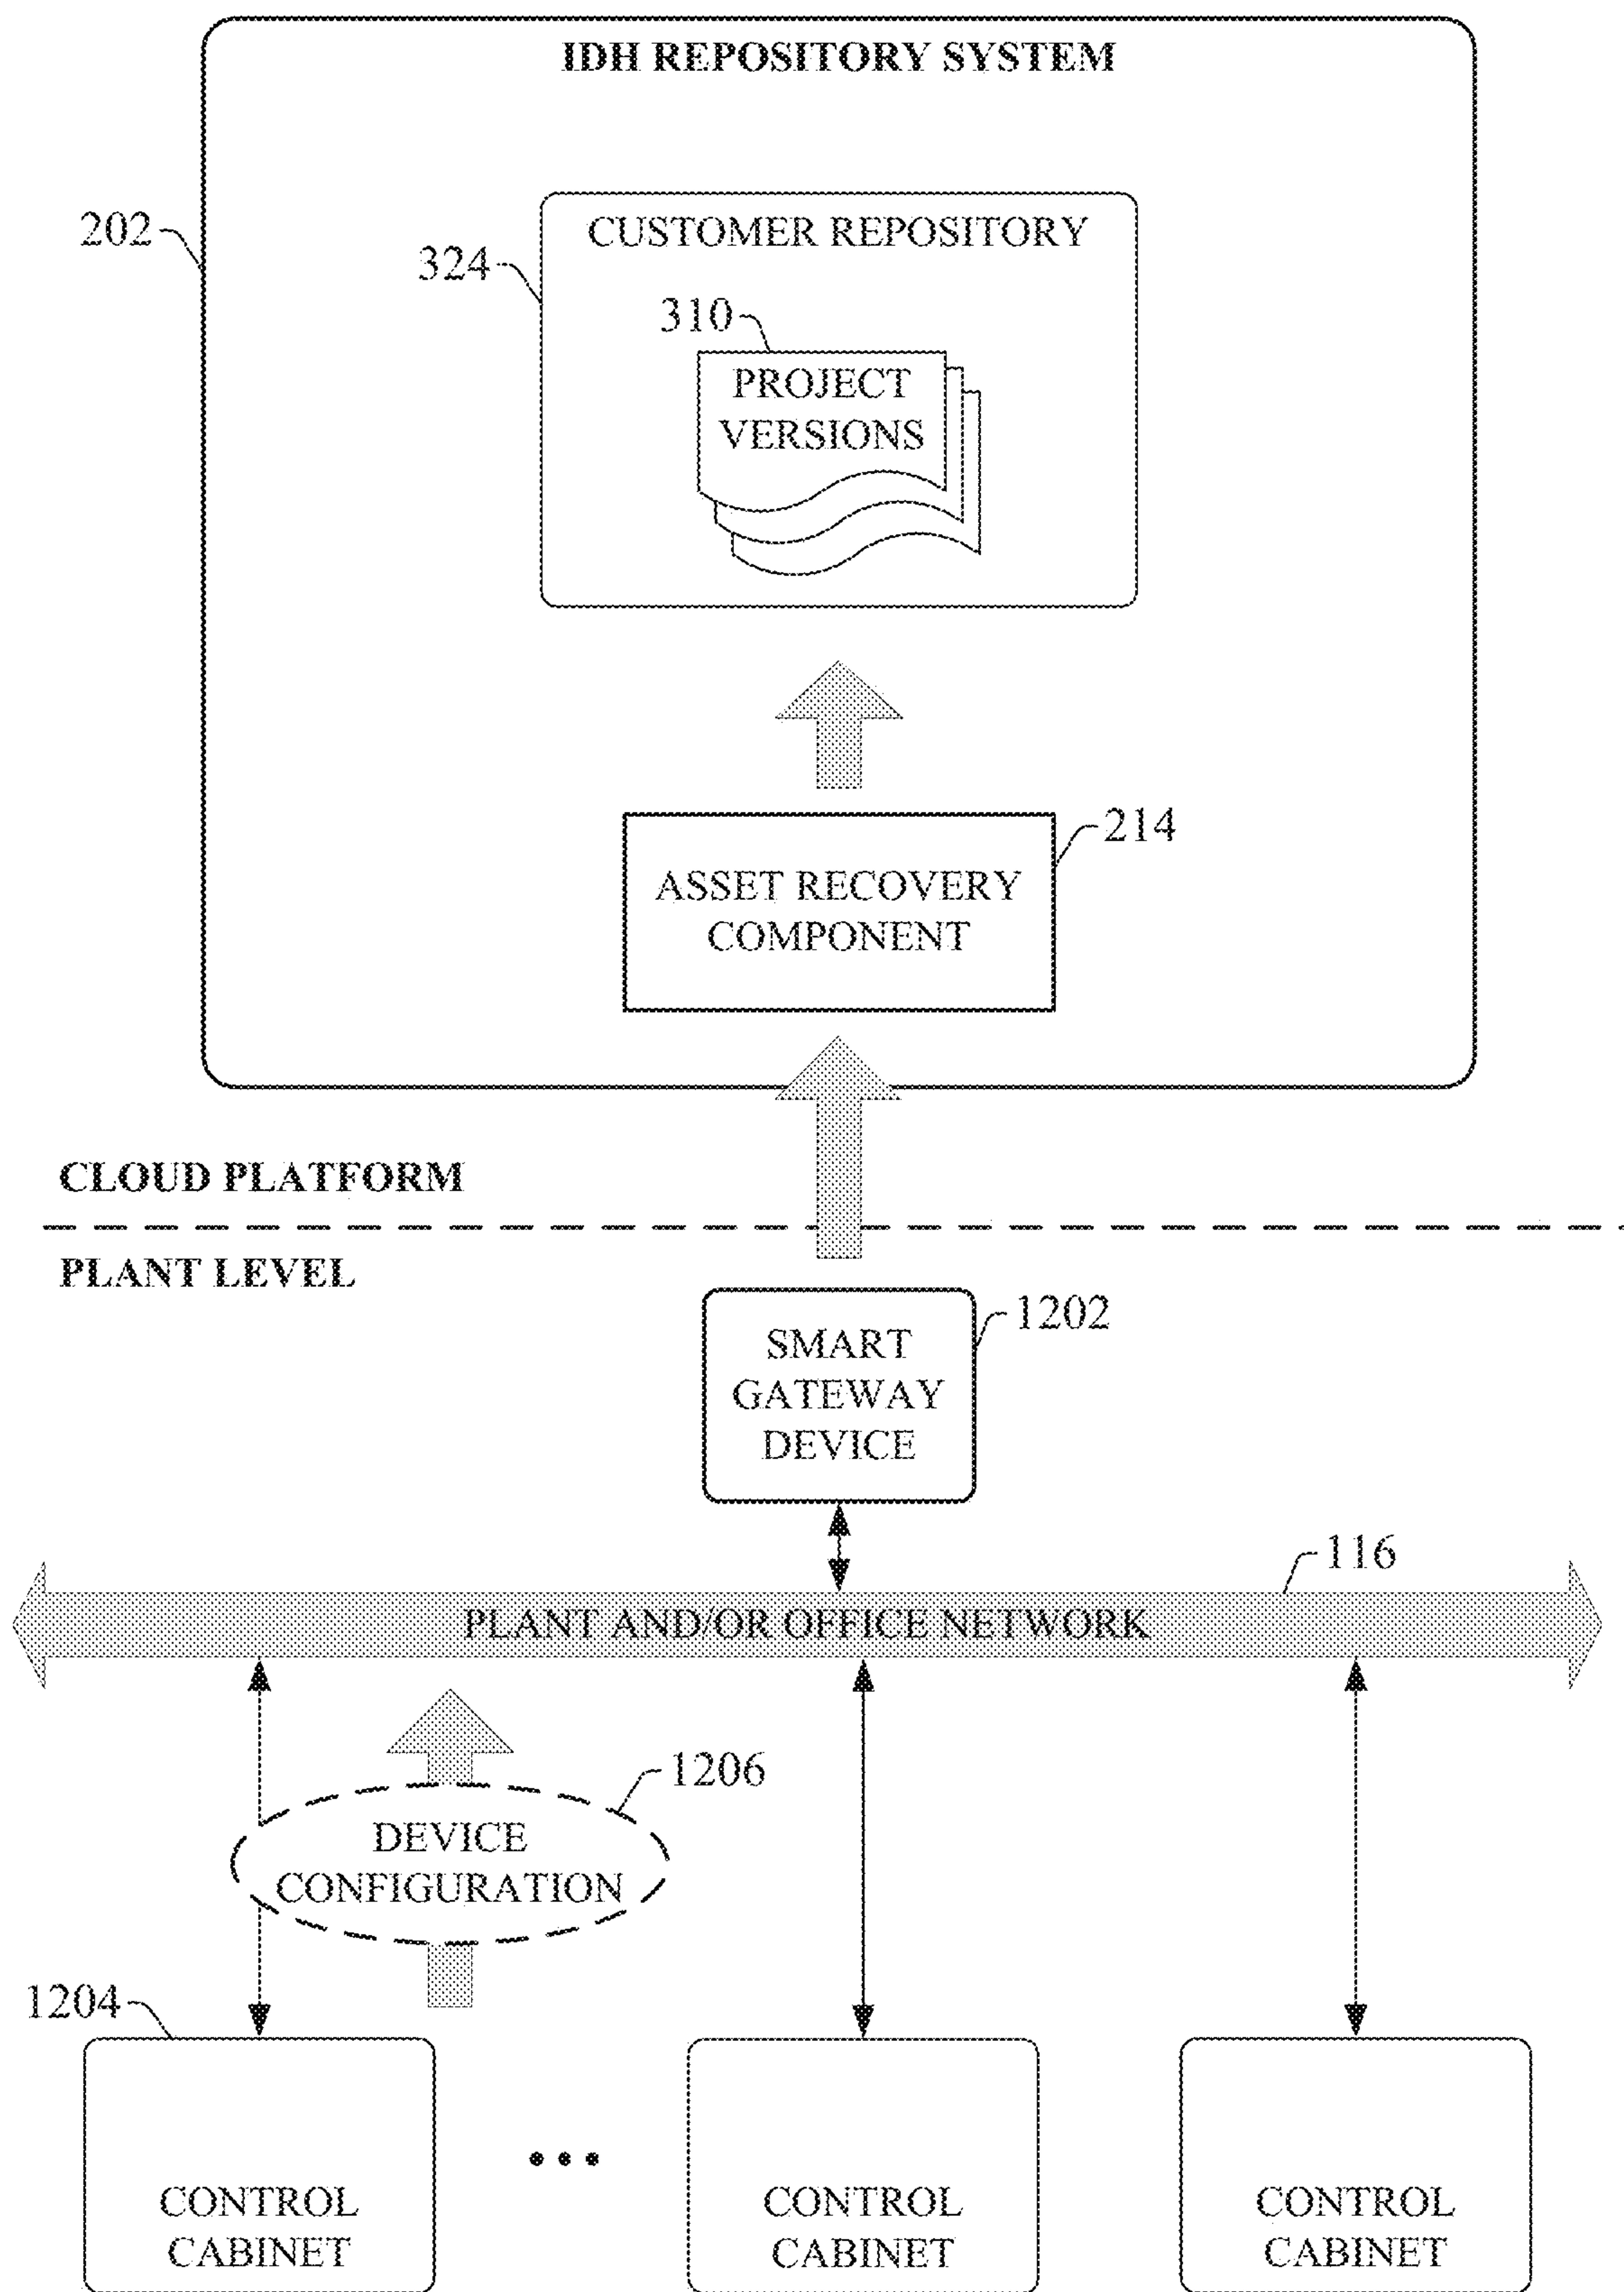 IDH REPOSITORY SYSTEM
202
CUSTOMER REPOSITORY
324
310
PROJECT
VERSIONS
214
ASSET RECOVERY
COMPONENT
CLOUD PLATFORM
PLANT LEVEL
1202
SMART
GATEWAY
DEVICE
116
PLANT AND/OR OFFICE NETWORK
1206
DEVICE
CONFIGURATION
1204
CONTROL
CABINET
CONTROL
CABINET
CONTROL
CABINET